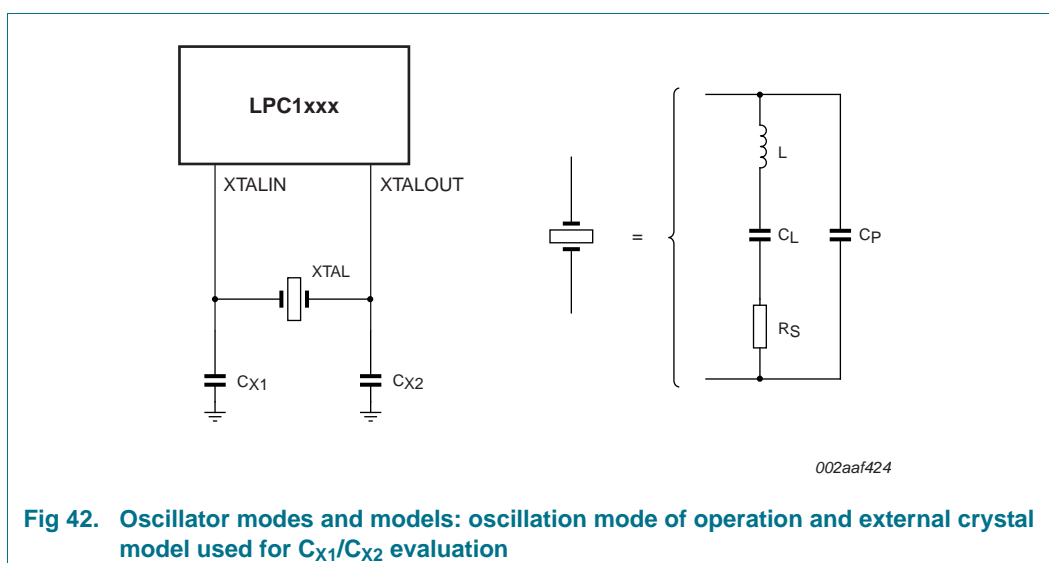 LPC1xxx
XTALIN
XTALOUT
XTAL
CX1
CX2
=
L
CL
CP
RS
002aaf424
Fig 42. Oscillator modes and models: oscillation mode of operation and external crystal
model used for CX1/CX2 evaluation